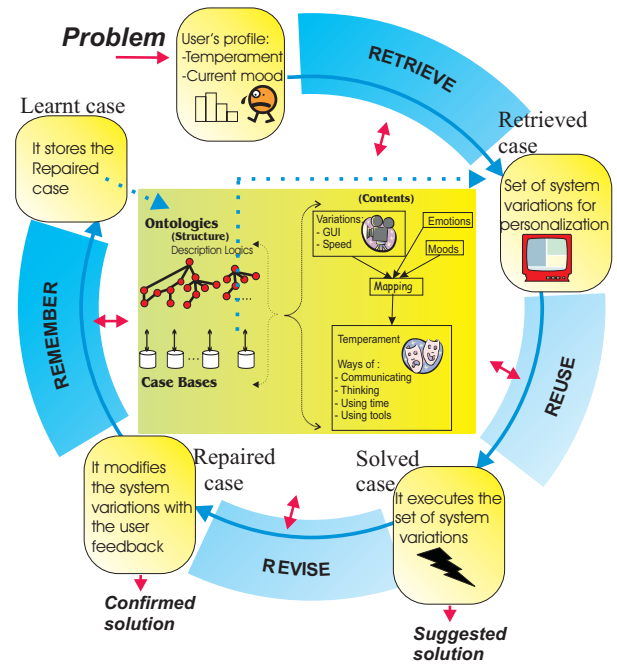 Problem
User's profile:
-Temperament
-Current mood
RETRIEVE
Retrieved
case
Set of system
variations for
personalization
REUSE
Solved
case
It executes the
set of system
variations
Suggested
solution
REVISE
Repaired
case
It modifies
the system
variations with
the user
feedback
Confirmed
solution
REMEMBER
Learnt case
It stores the
Repaired
case
Ontologies
(Structure)
Description Logics
....
...
Case Bases
(Contents)
Variations:
- GUI
- Speed
Emotions
Moods
Mapping
Temperament
Ways of :
- Communicating
- Thinking
- Using time
- Using tools